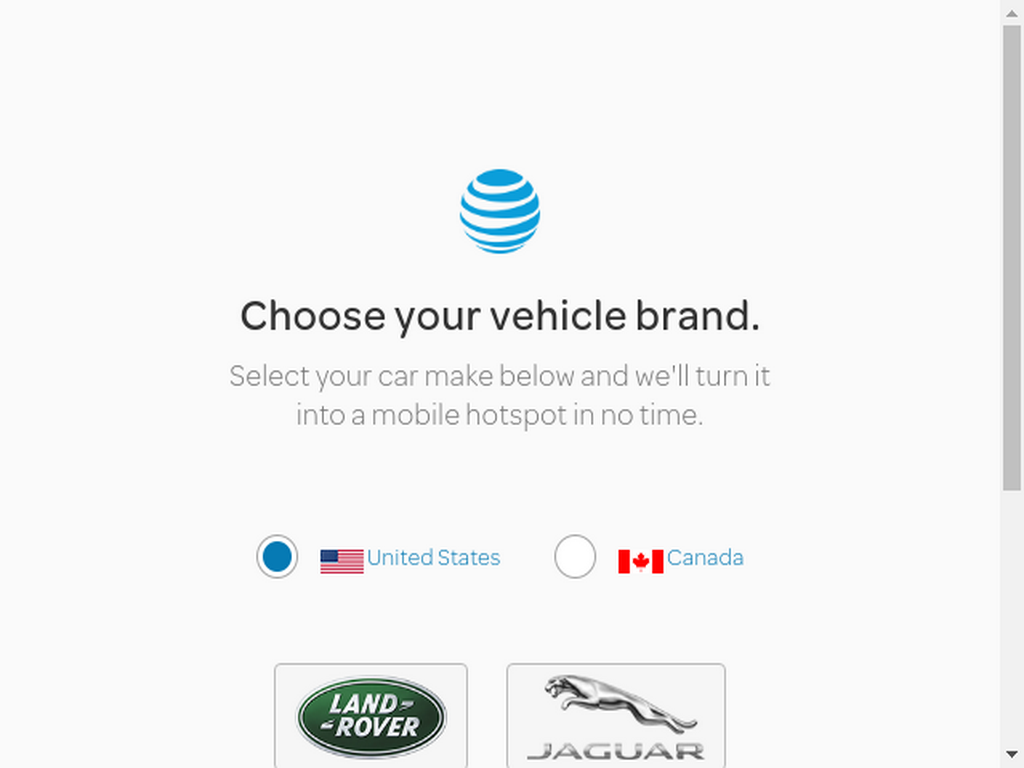 Choose your vehicle brand.
Select your car make below and we'll turn it
into a mobile hotspot in no time.
United States
Canada
LAND-
-ROVER
JAGUAR